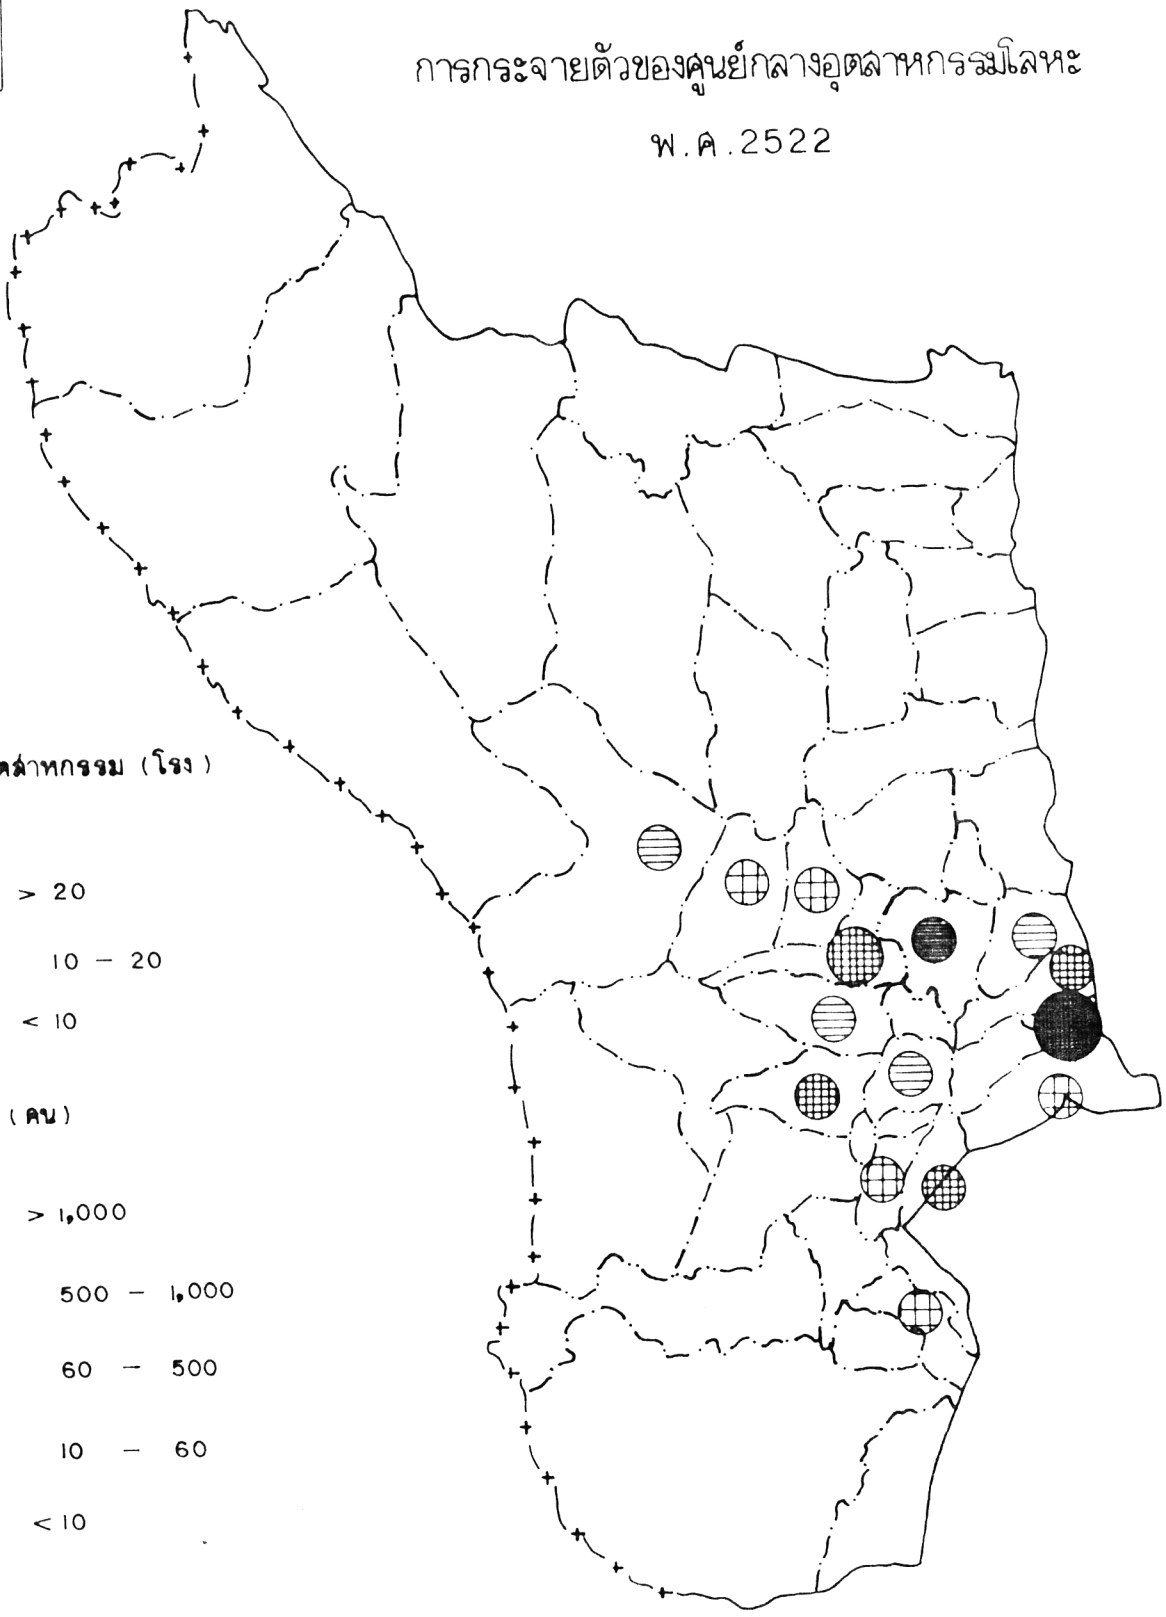 การกระจายตัวของศูนย์กลางอุตสาหกรรมโลหะ
พ.ศ.2522
ตสาหกรรม (โรง)
> 20
10 - 20
< 10
(คน)
> 1,000
500 - 1,000
60 - 500
10 - 60
< 10